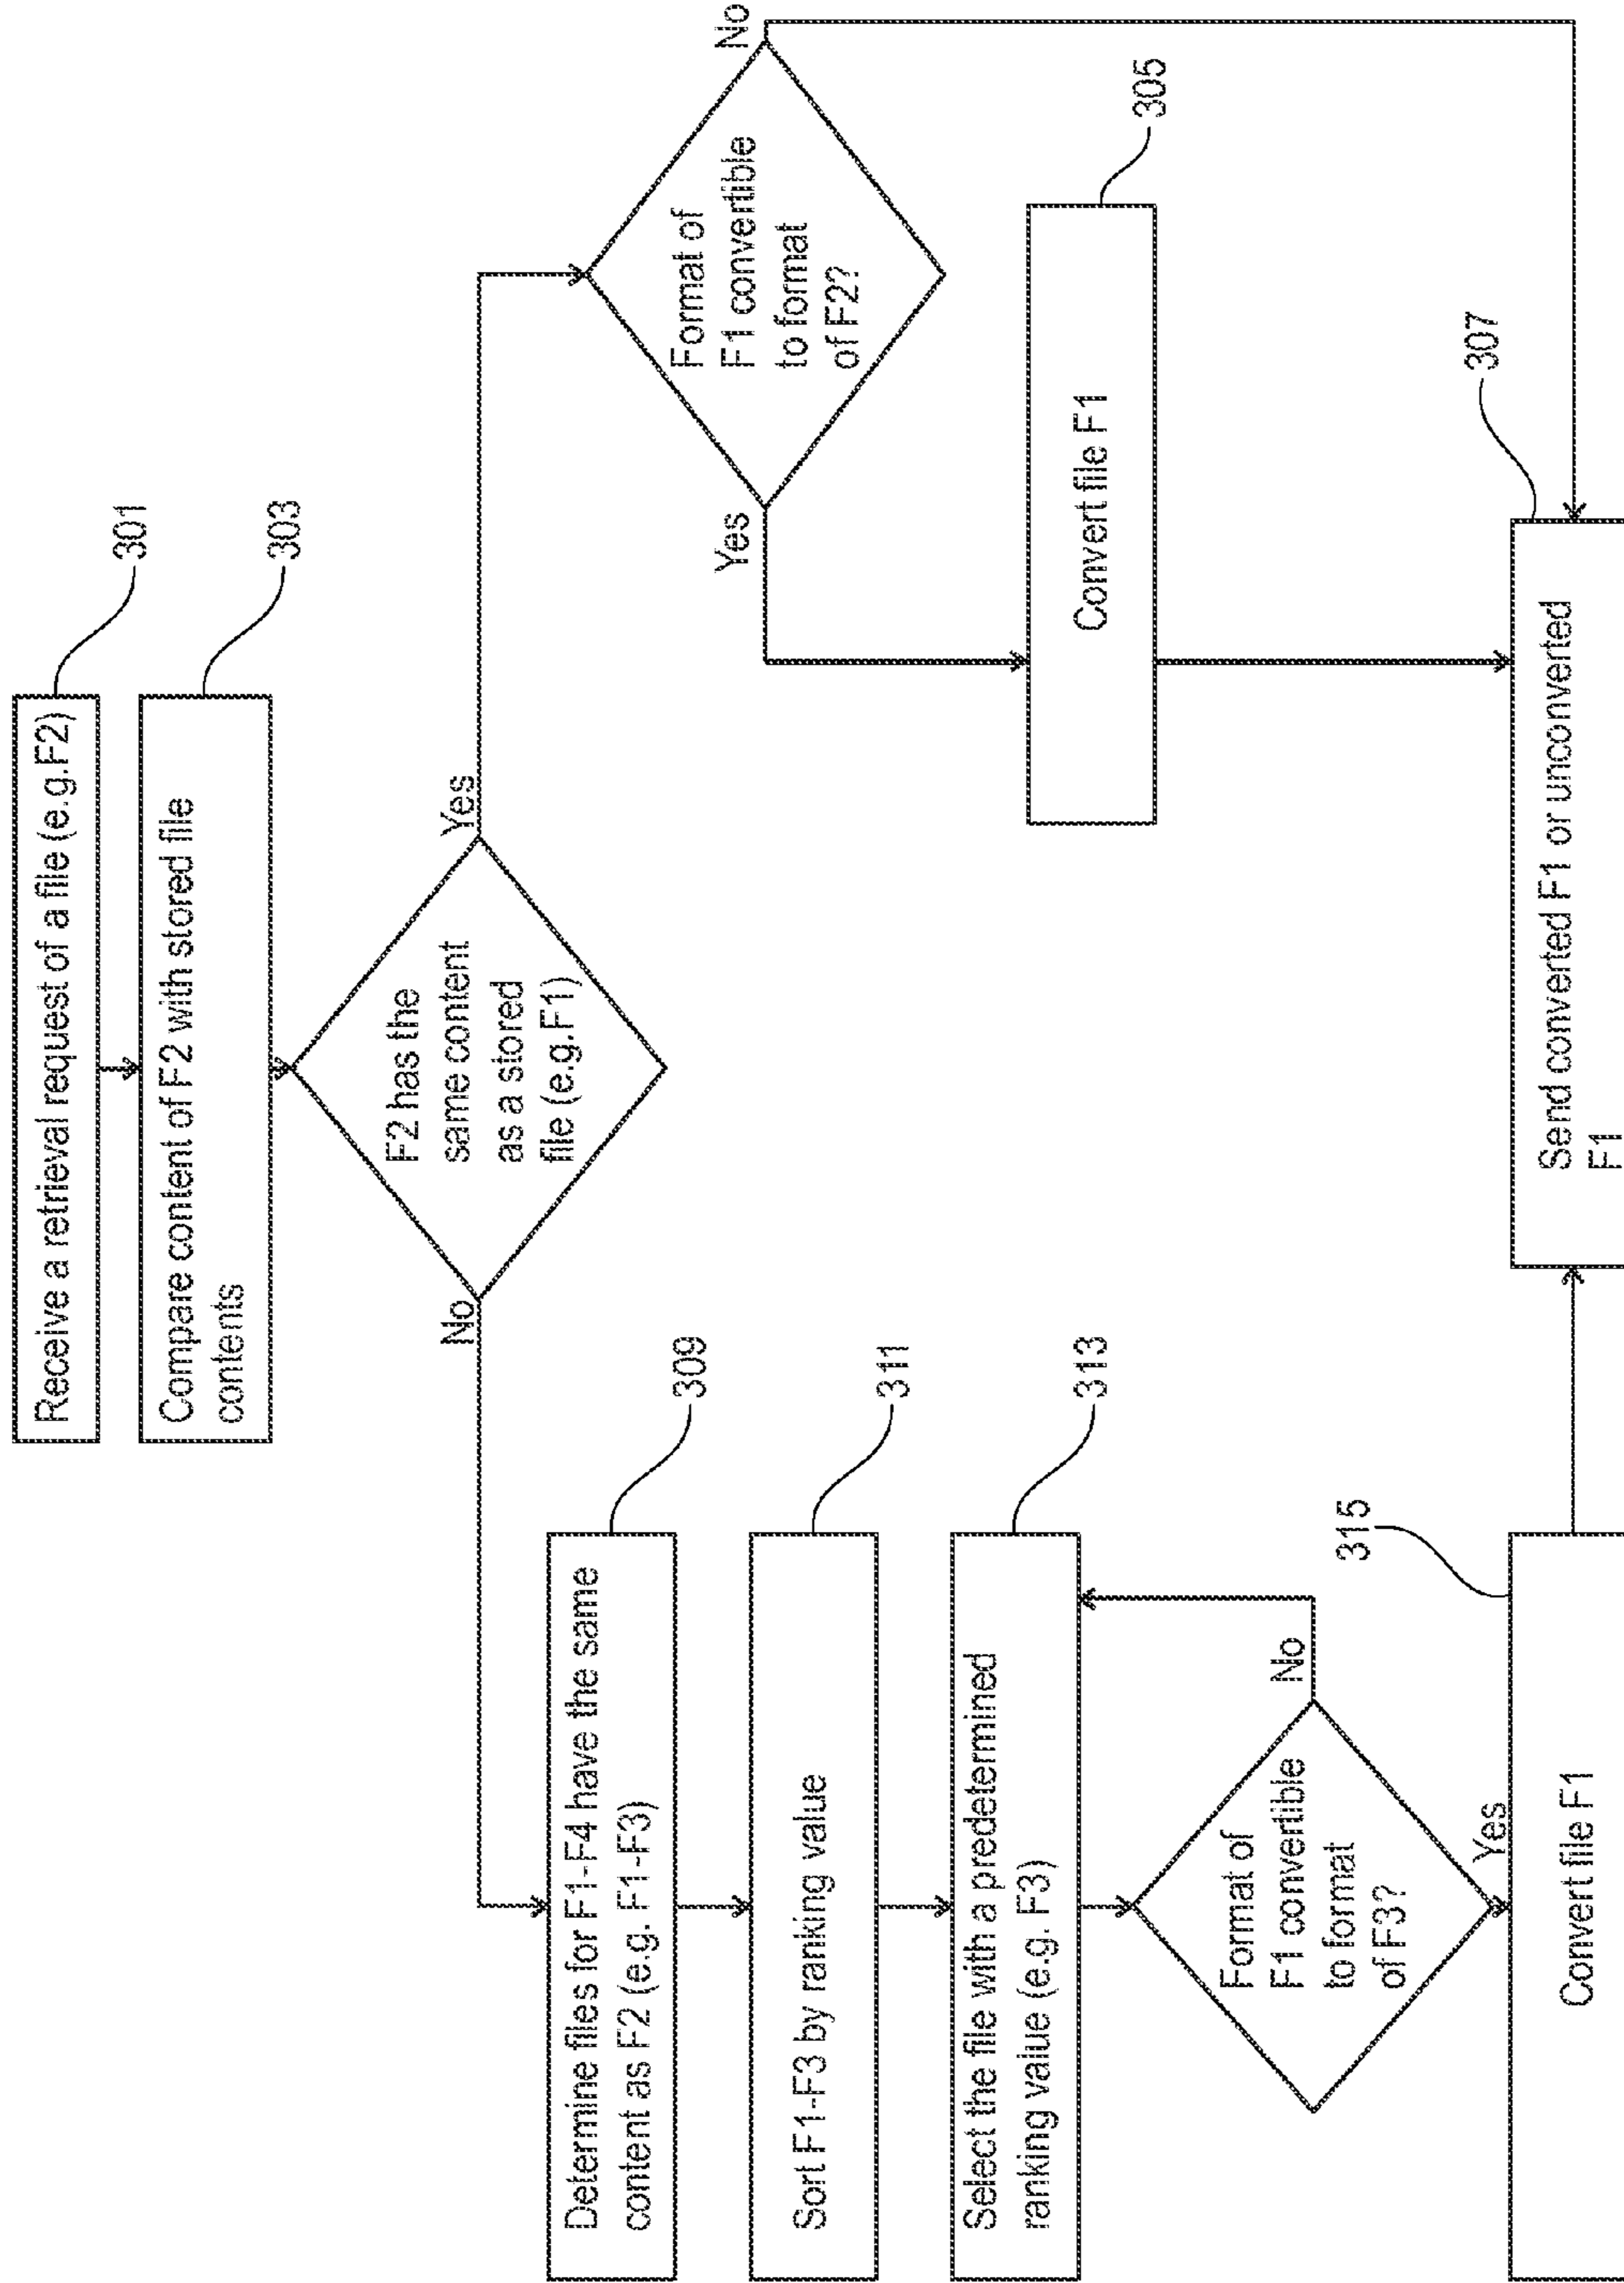 Receive a retrieval request of a file (e.g.F2)
301
Compare content of F2 with stored file
contents
303
F2 has the
same content
as a stored
file (e.g.F1)
No
Yes
Format of
F1 convertible
to format
of F2?
Yes
No
Convert file F1
305
Send converted F1 or unconverted
F1
307
Determine files for F1-F4 have the same
content as F2 (e.g. F1-F3)
309
Sort F1-F3 by ranking value
311
Select the file with a predetermined
ranking value (e.g. F3)
313
Format of
F1 convertible
to format
of F3?
No
Yes
315
Convert file F1